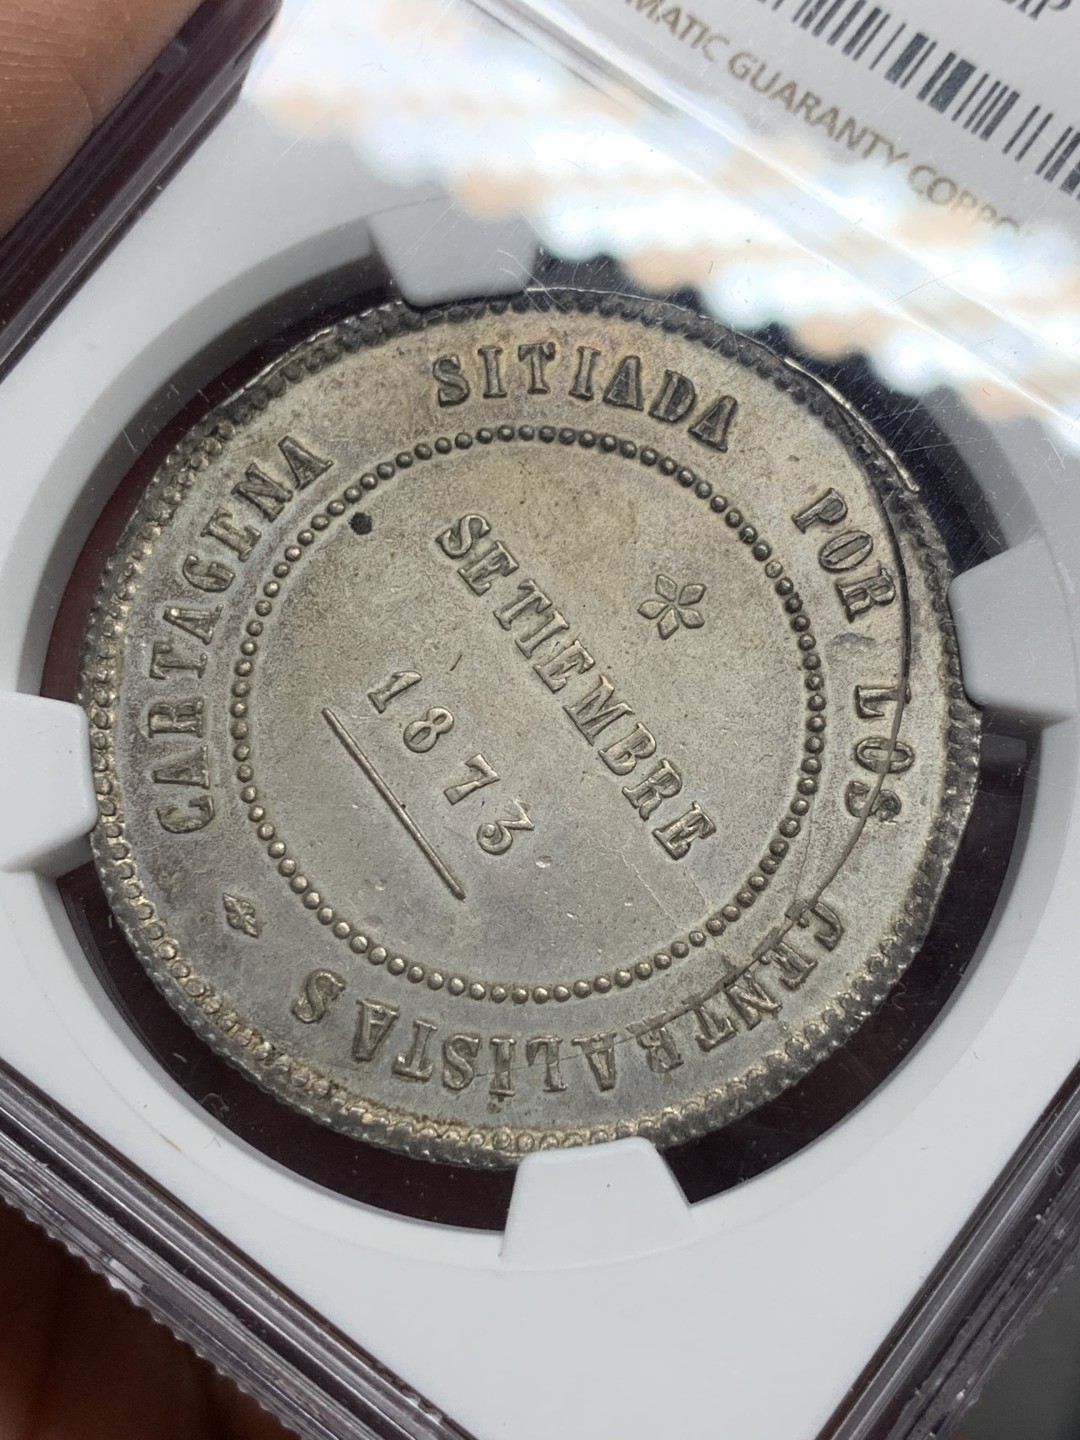 MATIC GUARANTY CORPO
CARTAGENA SITIADA POR LOS CENTRALISTAS
SETIEMBRE
1873